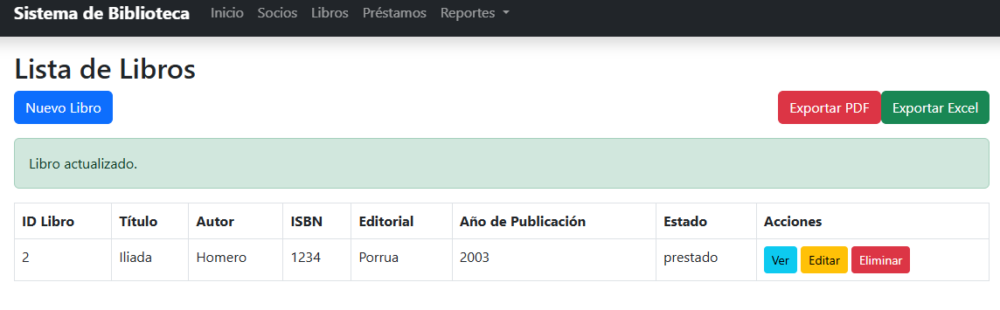 Sistema de Biblioteca Inicio Socios Libros Préstamos Reportes
Lista de Libros
Nuevo Libro Exportar PDF Exportar Excel
Libro actualizado.
ID Libro Título Autor ISBN Editorial Año de Publicación Estado Acciones
2 Iliada Homero 1234 Porrua 2003 prestado Ver Editar Eliminar